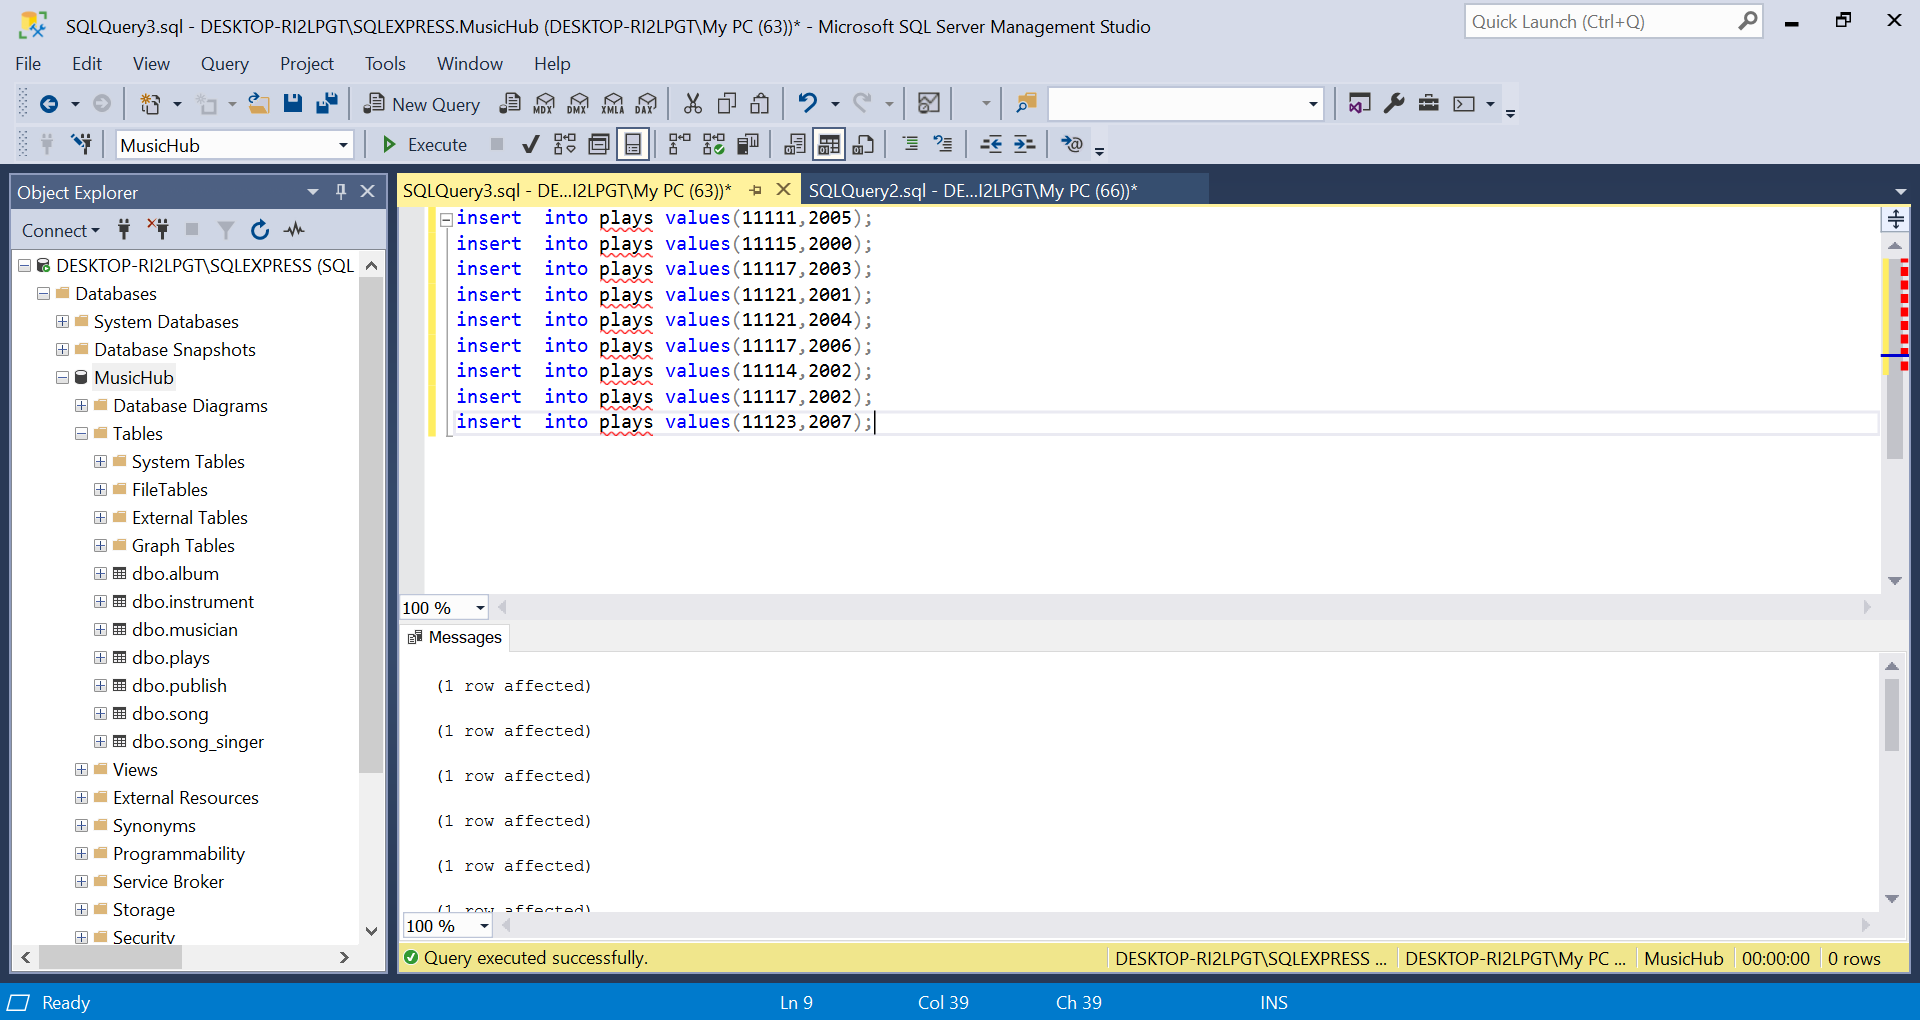 SQLQuery3.sql - DESKTOP-RI2LPGT\SQLEXPRESS.MusicHub (DESKTOP-RI2LPGT\My PC (63))* - Microsoft SQL Server Management Studio
Quick Launch (Ctrl+Q)
File Edit View Query Project Tools Window Help
New Query MDX DMX XMLA DAX
MusicHub Execute
Object Explorer
Connect
DESKTOP-RI2LPGT\SQLEXPRESS (SQL
Databases
System Databases
Database Snapshots
MusicHub
Database Diagrams
Tables
System Tables
FileTables
External Tables
Graph Tables
dbo.album
dbo.instrument
dbo.musician
dbo.plays
dbo.publish
dbo.song
dbo.song_singer
Views
External Resources
Synonyms
Programmability
Service Broker
Storage
Security
SQLQuery3.sql - DE...I2LPGT\My PC (63))* SQLQuery2.sql - DE...I2LPGT\My PC (66))*
insert  into plays values(11111,2005);
insert  into plays values(11115,2000);
insert  into plays values(11117,2003);
insert  into plays values(11121,2001);
insert  into plays values(11121,2004);
insert  into plays values(11117,2006);
insert  into plays values(11114,2002);
insert  into plays values(11117,2002);
insert  into plays values(11123,2007);
100 %
Messages
(1 row affected)
(1 row affected)
(1 row affected)
(1 row affected)
(1 row affected)
(1 row affected)
100 %
Query executed successfully. DESKTOP-RI2LPGT\SQLEXPRESS ... DESKTOP-RI2LPGT\My PC ... MusicHub 00:00:00 0 rows
Ready Ln 9 Col 39 Ch 39 INS